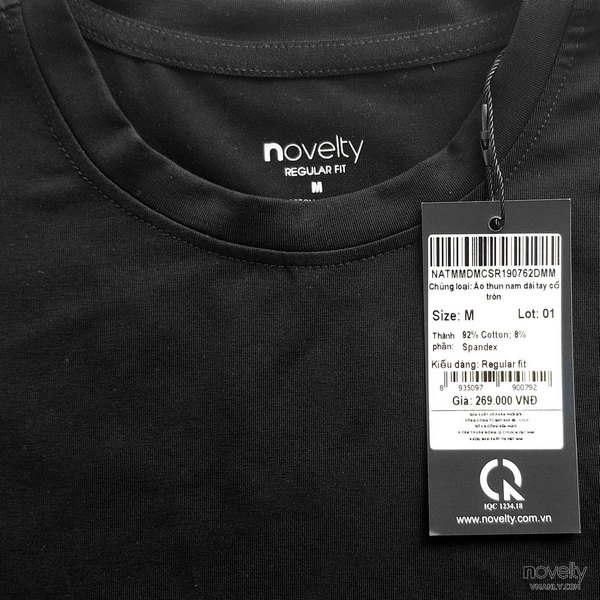 novelty
REGULAR FIT
M
NATMMDMCSR190762DMM
Chủng loại: Áo thun nam dài tay cổ
tròn
Size: M Lot: 01
Thành phần: 92% Cotton; 8%
Spandex
Kiểu dáng: Regular fit
8 935097 900792
Giá: 269.000 VNĐ
IQC 1234.18
www.novelty.com.vn
novelty
VMANLY.COM